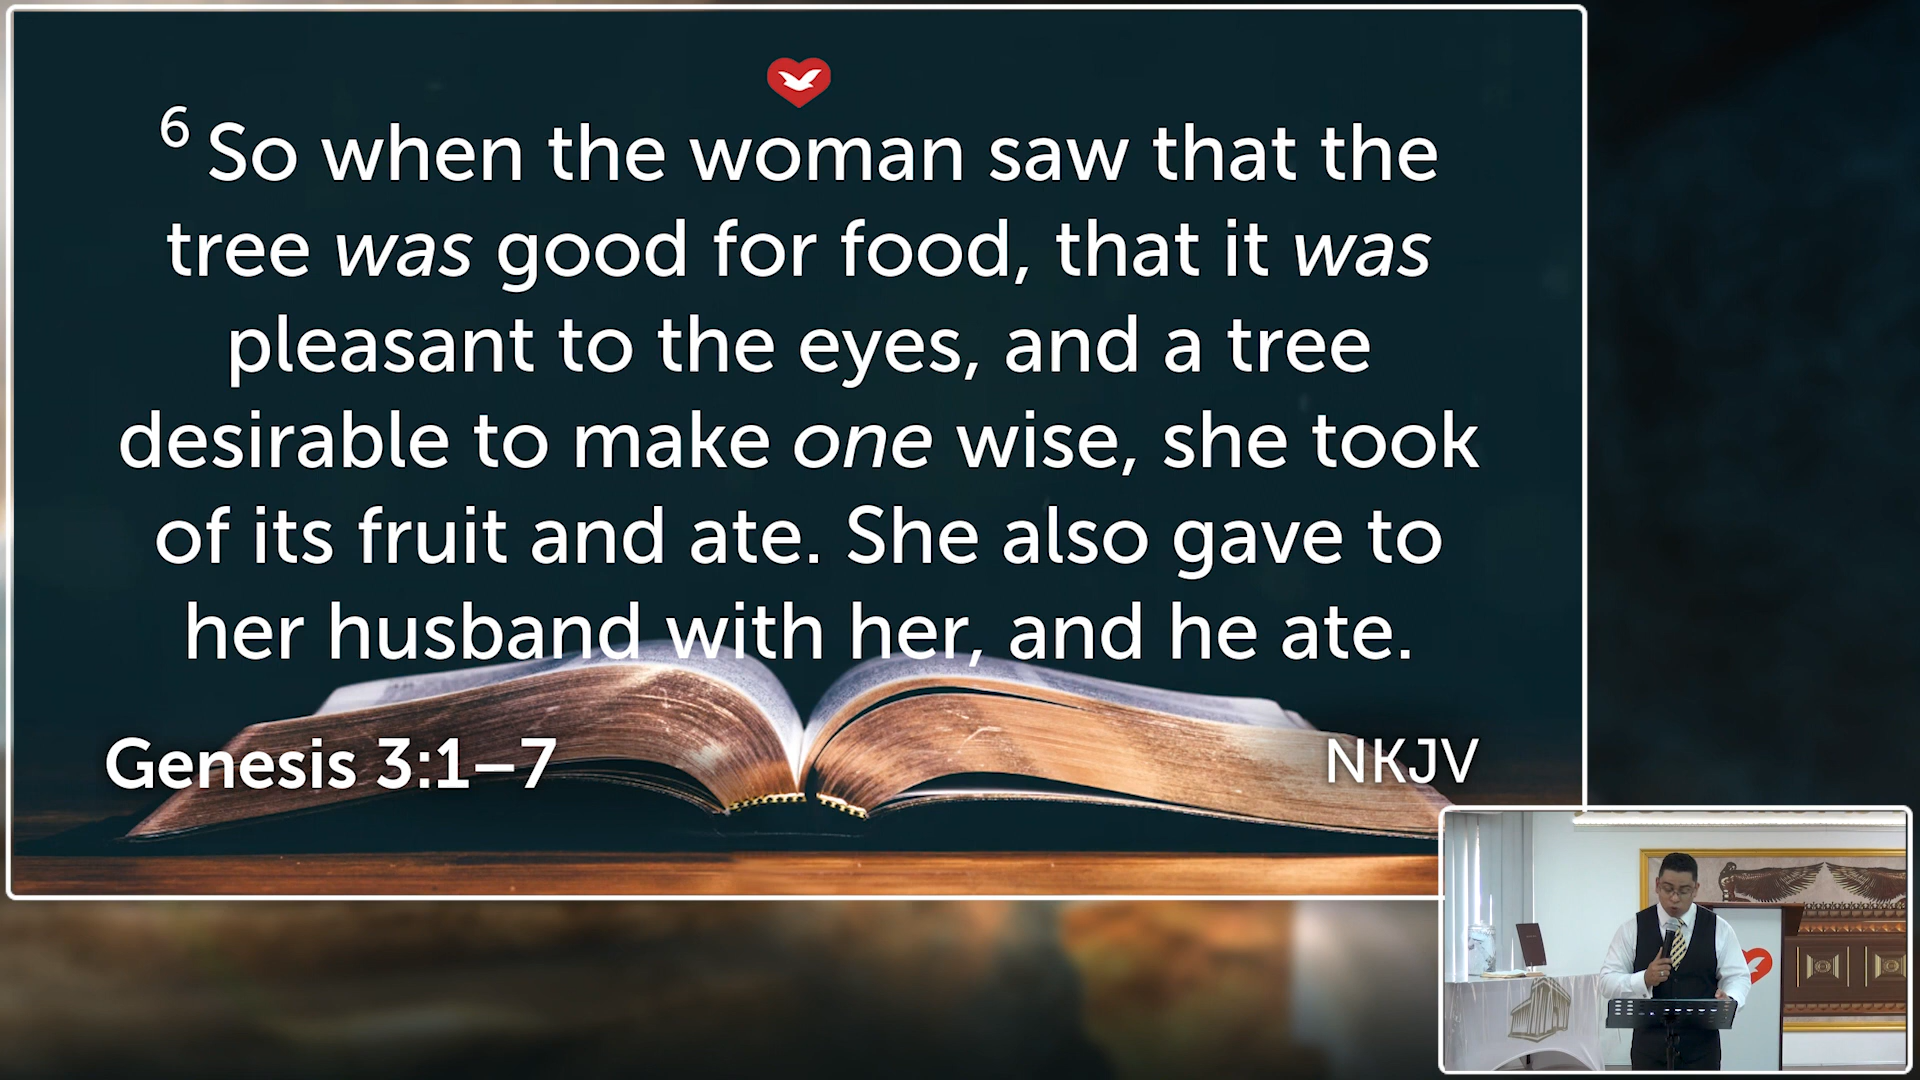 6 So when the woman saw that the
tree was good for food, that it was
pleasant to the eyes, and a tree
desirable to make one wise, she took
of its fruit and ate. She also gave to
her husband with her, and he ate.
Genesis 3:1–7
NKJV